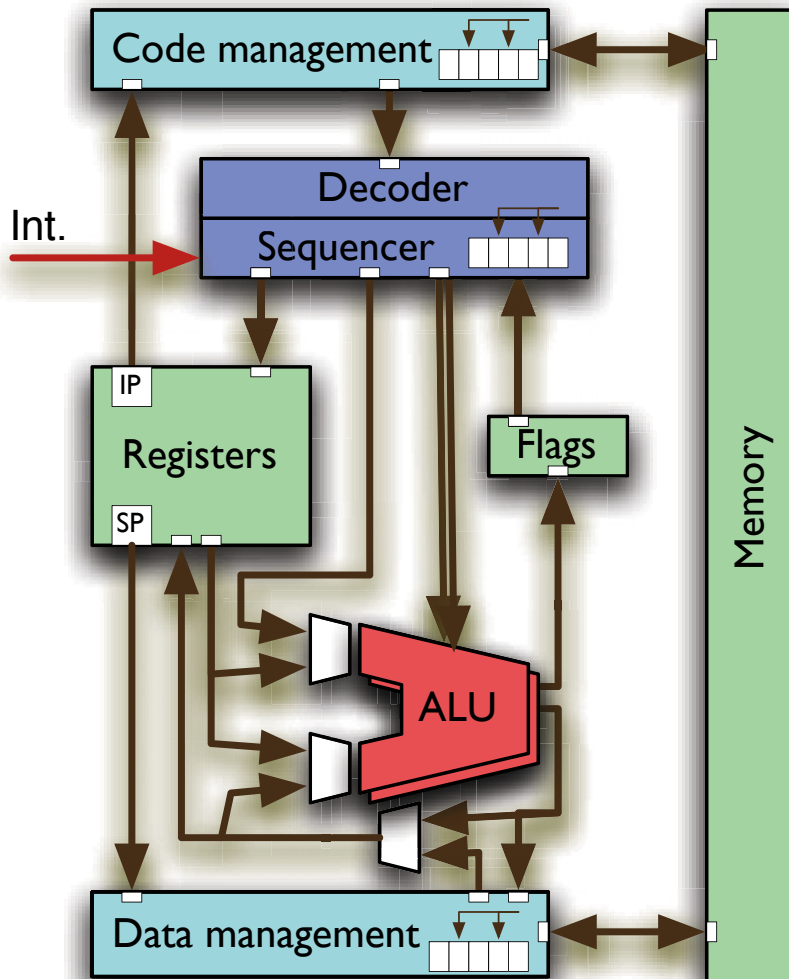 Code management
Decoder
Int.
Sequencer
IP
Registers
Flags
SP
Memory
ALU
Data management